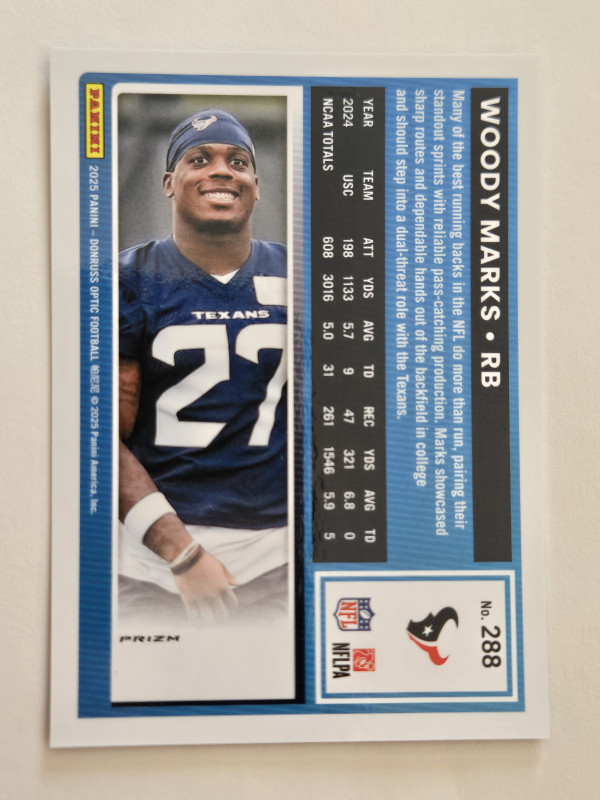 WOODY MARKS • RB
Many of the best running backs in the NFL do more than run, pairing their
standout sprints with reliable pass-catching production. Marks showcased
sharp routes and dependable hands out of the backfield in college
and should step into a dual-threat role with the Texans.
YEAR TEAM ATT YDS AVG TD REC YDS AVG TD
2024 USC 198 1133 5.7 9 47 321 6.8 0
NCAA TOTALS 608 3016 5.0 31 261 1546 5.9 5
No. 288
NFL
NFLPA
TEXANS
27
PRIZM
PANINI
2025 PANINI – DONRUSS OPTIC FOOTBALL © 2025 Panini America, Inc.